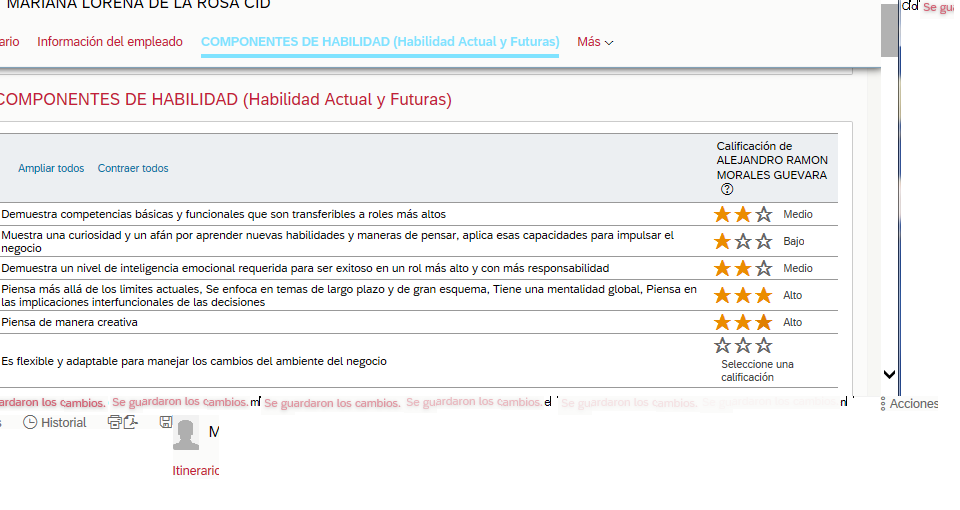 MARIANA LORENA DE LA ROSA CID
ario Información del empleado COMPONENTES DE HABILIDAD (Habilidad Actual y Futuras) Más
COMPONENTES DE HABILIDAD (Habilidad Actual y Futuras)
Ampliar todos Contraer todos
Calificación de
ALEJANDRO RAMON
MORALES GUEVARA
Demuestra competencias básicas y funcionales que son transferibles a roles más altos Medio
Muestra una curiosidad y un afán por aprender nuevas habilidades y maneras de pensar, aplica esas capacidades para impulsar el
negocio
Bajo
Demuestra un nivel de inteligencia emocional requerida para ser exitoso en un rol más alto y con más responsabilidad Medio
Piensa más allá de los limites actuales, Se enfoca en temas de largo plazo y de gran esquema, Tiene una mentalidad global, Piensa en
las implicaciones interfuncionales de las decisiones
Alto
Piensa de manera creativa Alto
Es flexible y adaptable para manejar los cambios del ambiente del negocio
Seleccione una
calificación
ardaron los cambios. Se guardaron los cambios. Se guardaron los cambios. Se guardaron los cambios. Se guardaron los cambios.
Historial
Acciones
M
Itinerario
Se gua